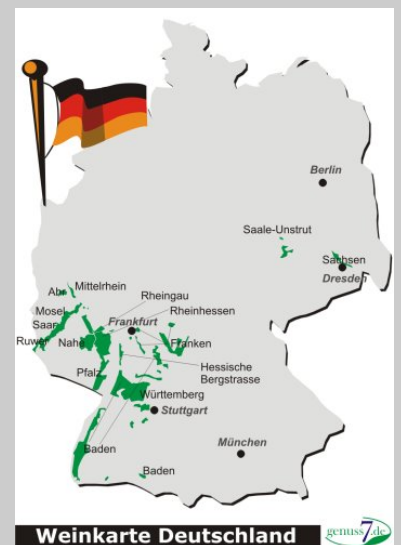 Berlin
Saale-Unstrut
Sachsen
Dresden
Ahr
Mittelrhein
Rheingau
Mosel
Saar
Ruwer
Rheinhessen
Frankfurt
Nahe
Franken
Hessische
Bergstrasse
Pfalz
Württemberg
Stuttgart
München
Baden
Baden
Weinkarte Deutschland
genuss7.de